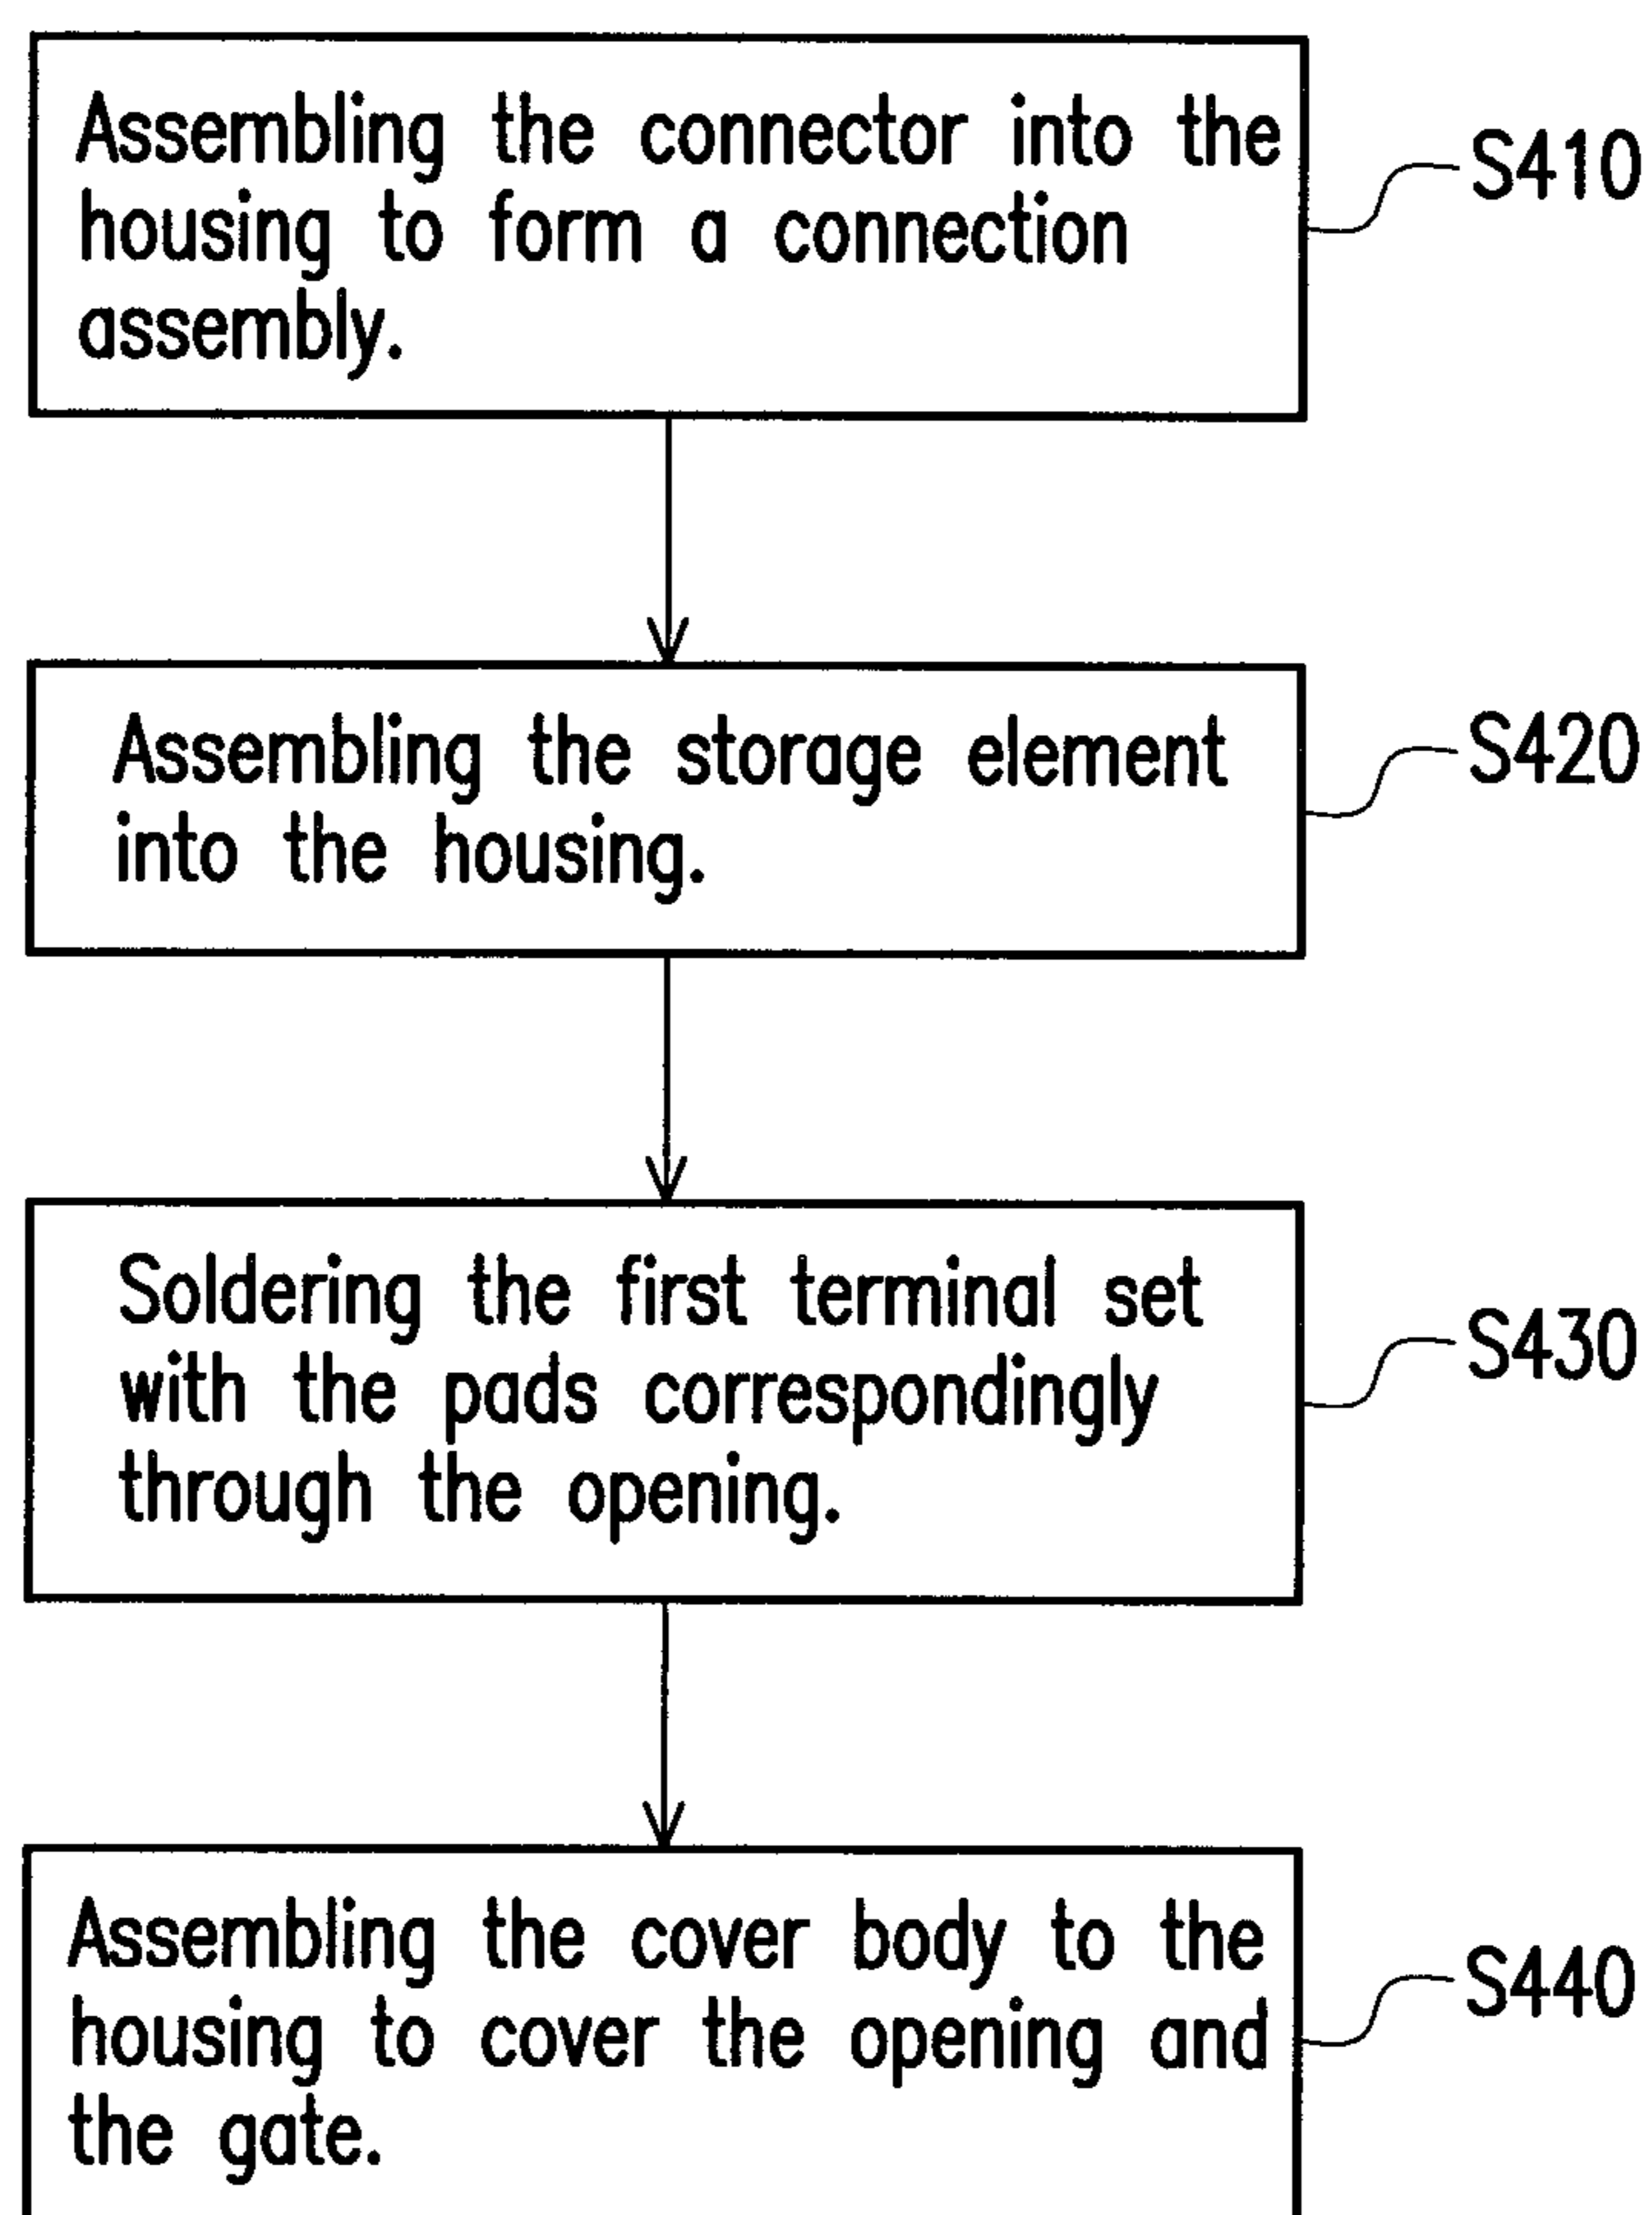 Assembling the connector into the
housing to form a connection
assembly.
S410
Assembling the storage element
into the housing.
S420
Soldering the first terminal set
with the pads correspondingly
through the opening.
S430
Assembling the cover body to the
housing to cover the opening and
the gate.
S440